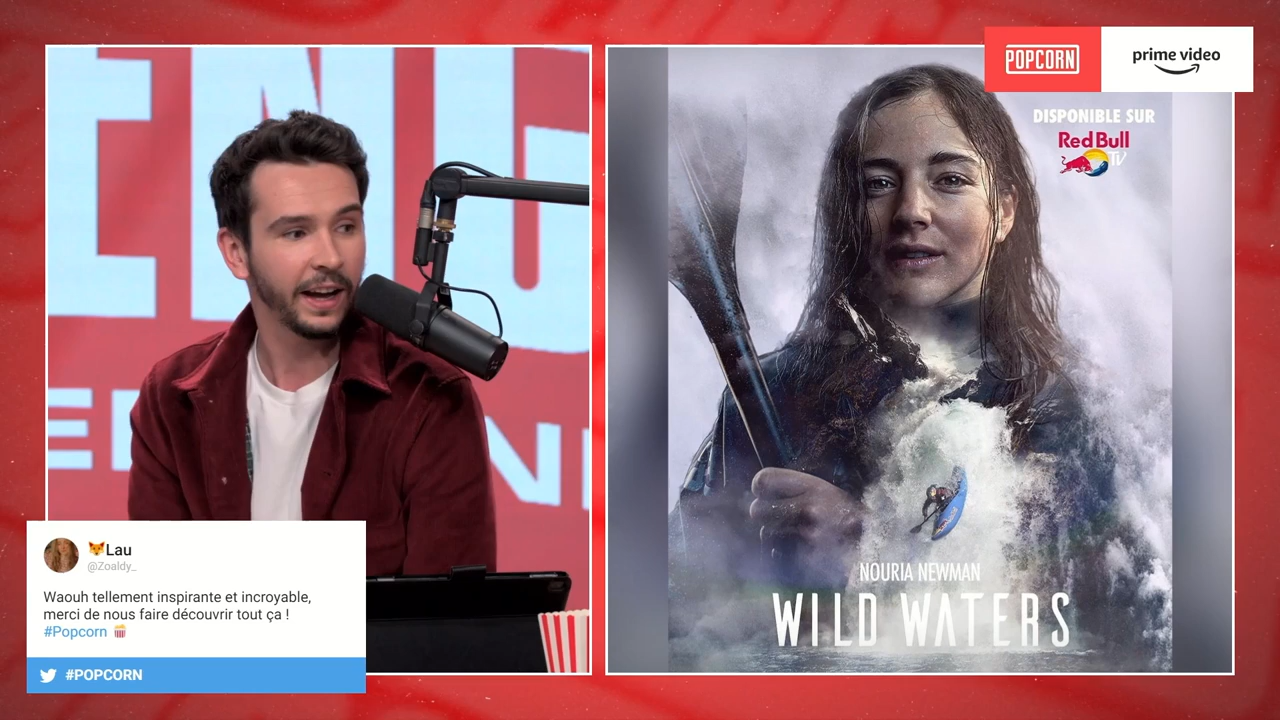 POPCORN
prime video
DISPONIBLE SUR
Red Bull
TV
NOURIA NEWMAN
WILD WATERS
🦊Lau
@Zoaldy_
Waouh tellement inspirante et incroyable,
merci de nous faire découvrir tout ça !
#Popcorn 🍿
#POPCORN